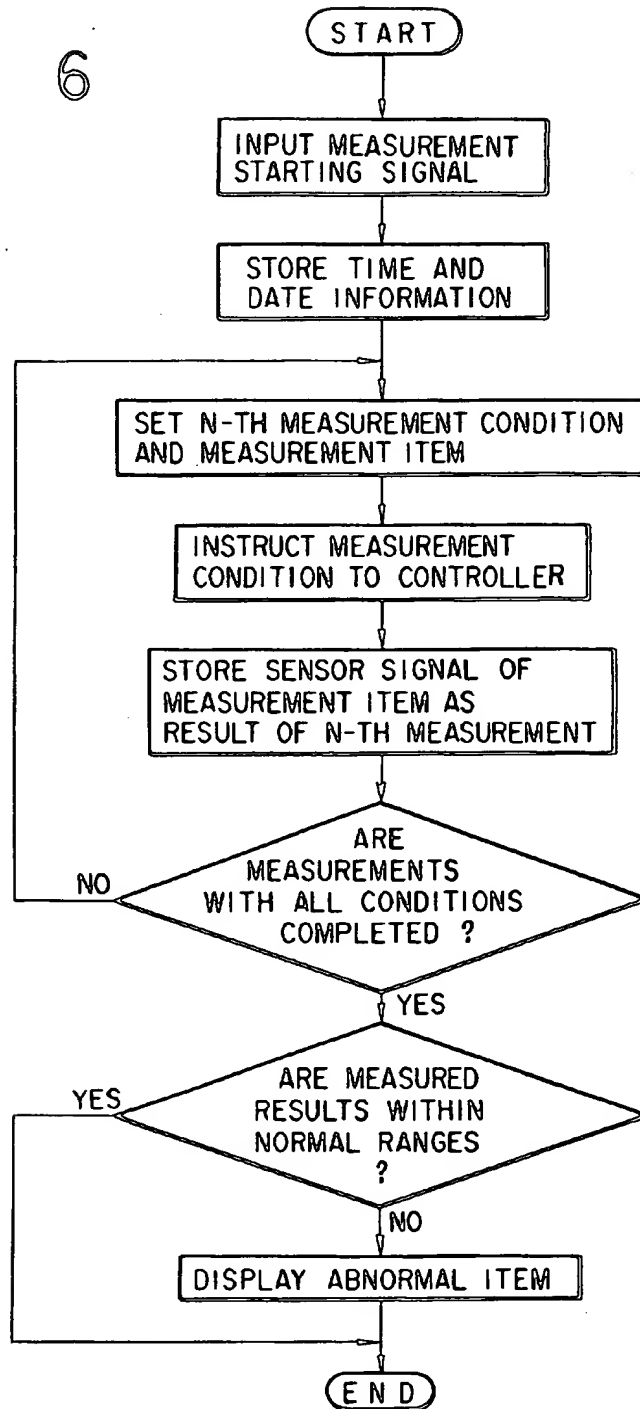 6
START
INPUT MEASUREMENT
STARTING SIGNAL
STORE TIME AND
DATE INFORMATION
SET N-TH MEASUREMENT CONDITION
AND MEASUREMENT ITEM
INSTRUCT MEASUREMENT
CONDITION TO CONTROLLER
STORE SENSOR SIGNAL OF
MEASUREMENT ITEM AS
RESULT OF N-TH MEASUREMENT
ARE
MEASUREMENTS
WITH ALL CONDITIONS
COMPLETED ?
NO
YES
ARE MEASURED
RESULTS WITHIN
NORMAL RANGES
?
YES
NO
DISPLAY ABNORMAL ITEM
END